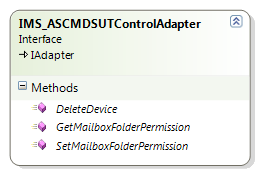 IMS_ASCMDSUTControlAdapter
Interface
IAdapter
Methods
DeleteDevice
GetMailboxFolderPermission
SetMailboxFolderPermission